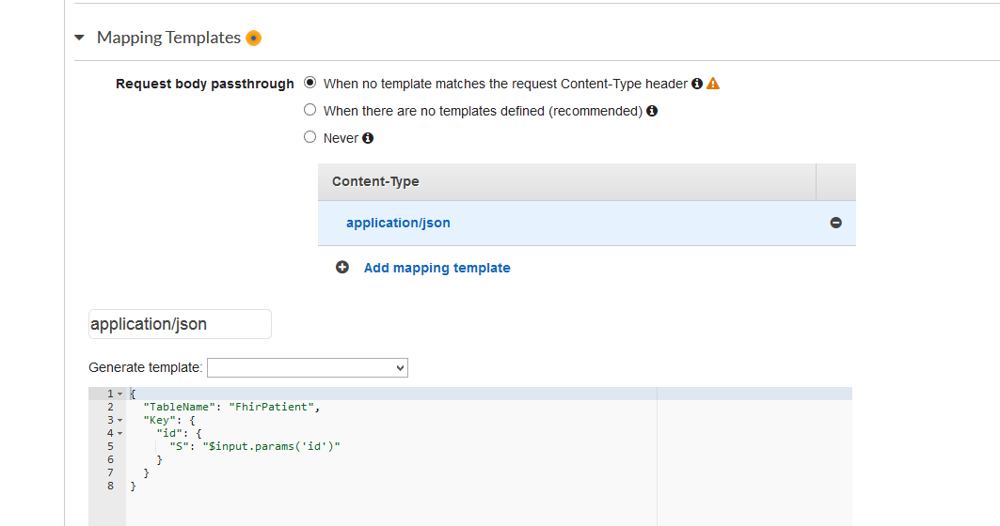 Mapping Templates
Request body passthrough When no template matches the request Content-Type header
When there are no templates defined (recommended)
Never
Content-Type
application/json
Add mapping template
application/json
Generate template:
1 {
2 "TableName": "FhirPatient",
3 "Key": {
4 "id": {
5 "S": "$input.params('id')"
6 }
7 }
8 }